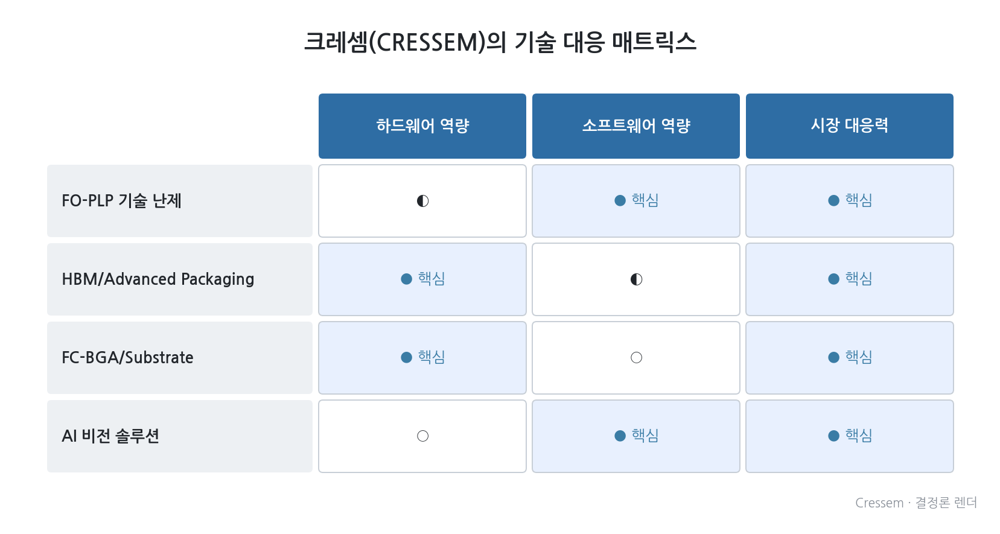 크레셈(CRESSEM)의 기술 대응 매트릭스
하드웨어 역량 소프트웨어 역량 시장 대응력
FO-PLP 기술 난제 ◐ ● 핵심 ● 핵심
HBM/Advanced Packaging ● 핵심 ◐ ● 핵심
FC-BGA/Substrate ● 핵심 ○ ● 핵심
AI 비전 솔루션 ○ ● 핵심 ● 핵심
Cressem · 결정론 렌더